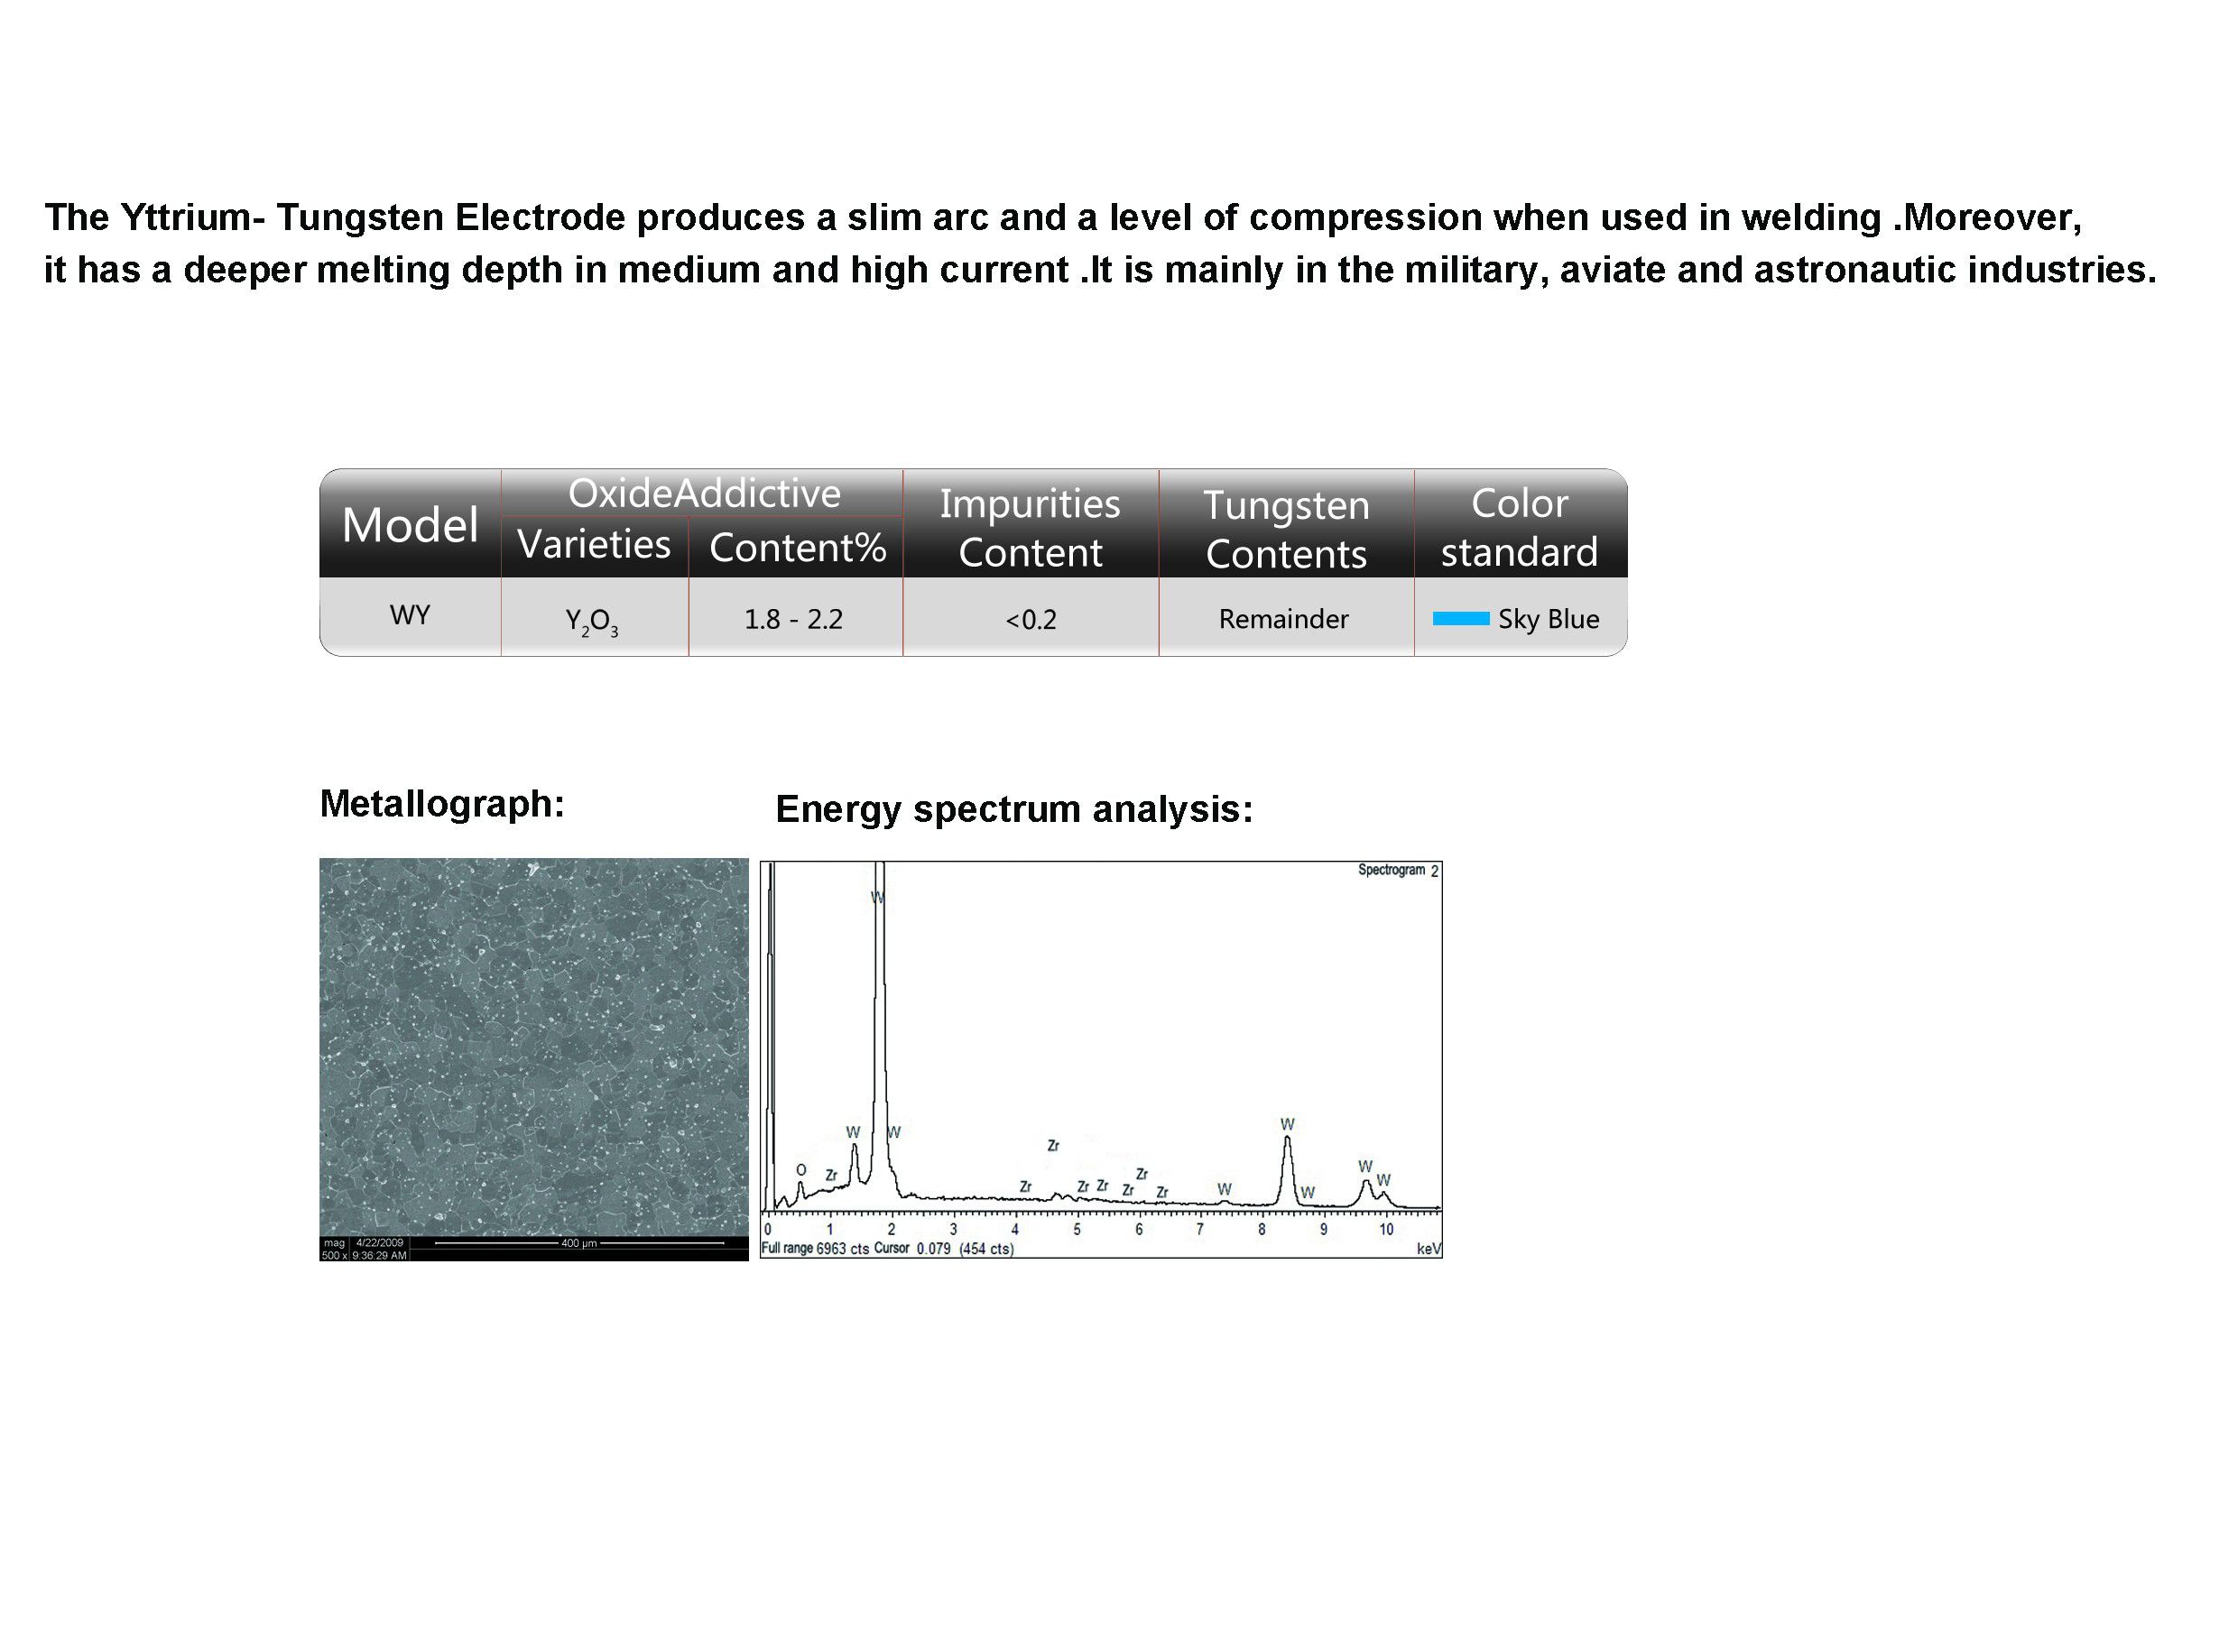 The Yttrium- Tungsten Electrode produces a slim arc and a level of compression when used in welding .Moreover,
it has a deeper melting depth in medium and high current .It is mainly in the military, aviate and astronautic industries.
Model
OxideAddictive
Varieties
Content%
Impurities
Content
Tungsten
Contents
Color
standard
WY
Y₂O₃
1.8 - 2.2
<0.2
Remainder
Sky Blue
Metallograph:
Energy spectrum analysis:
mag 4/22/2009
500 x 9:36:29 AM
400 µm
Spectrogram 2
W
W
W
O
Zr
Zr
Zr
Zr
Zr
Zr
Zr
Zr
W
W
W
W
W
0 1 2 3 4 5 6 7 8 9 10
Full range 6963 cts Cursor 0.079 (454 cts)
keV